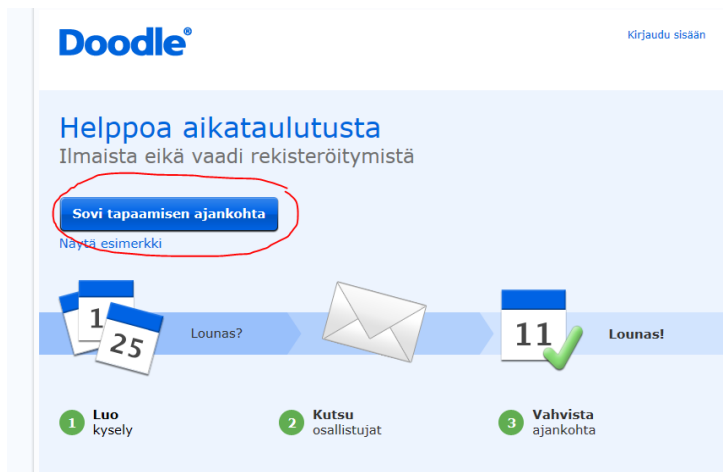 Doodle®
Kirjaudu sisään
Helppoa aikataulutusta
Ilmaista eikä vaadi rekisteröitymistä
Sovi tapaamisen ajankohta
Näytä esimerkki
1
25
Lounas?
11
Lounas!
1 Luo
kysely
2 Kutsu
osallistujat
3 Vahvista
ajankohta